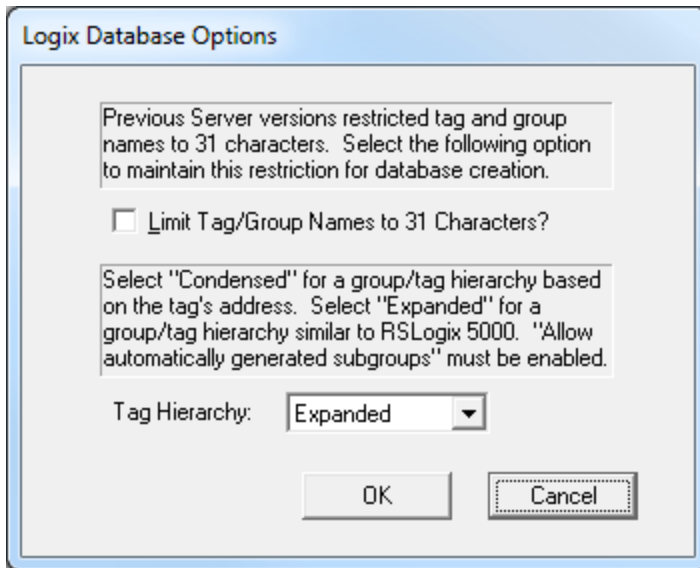 Logix Database Options
Previous Server versions restricted tag and group
names to 31 characters.  Select the following option
to maintain this restriction for database creation.
Limit Tag/Group Names to 31 Characters?
Select "Condensed" for a group/tag hierarchy based
on the tag's address.  Select "Expanded" for a
group/tag hierarchy similar to RSLogix 5000.  "Allow
automatically generated subgroups" must be enabled.
Tag Hierarchy: Expanded
OK Cancel